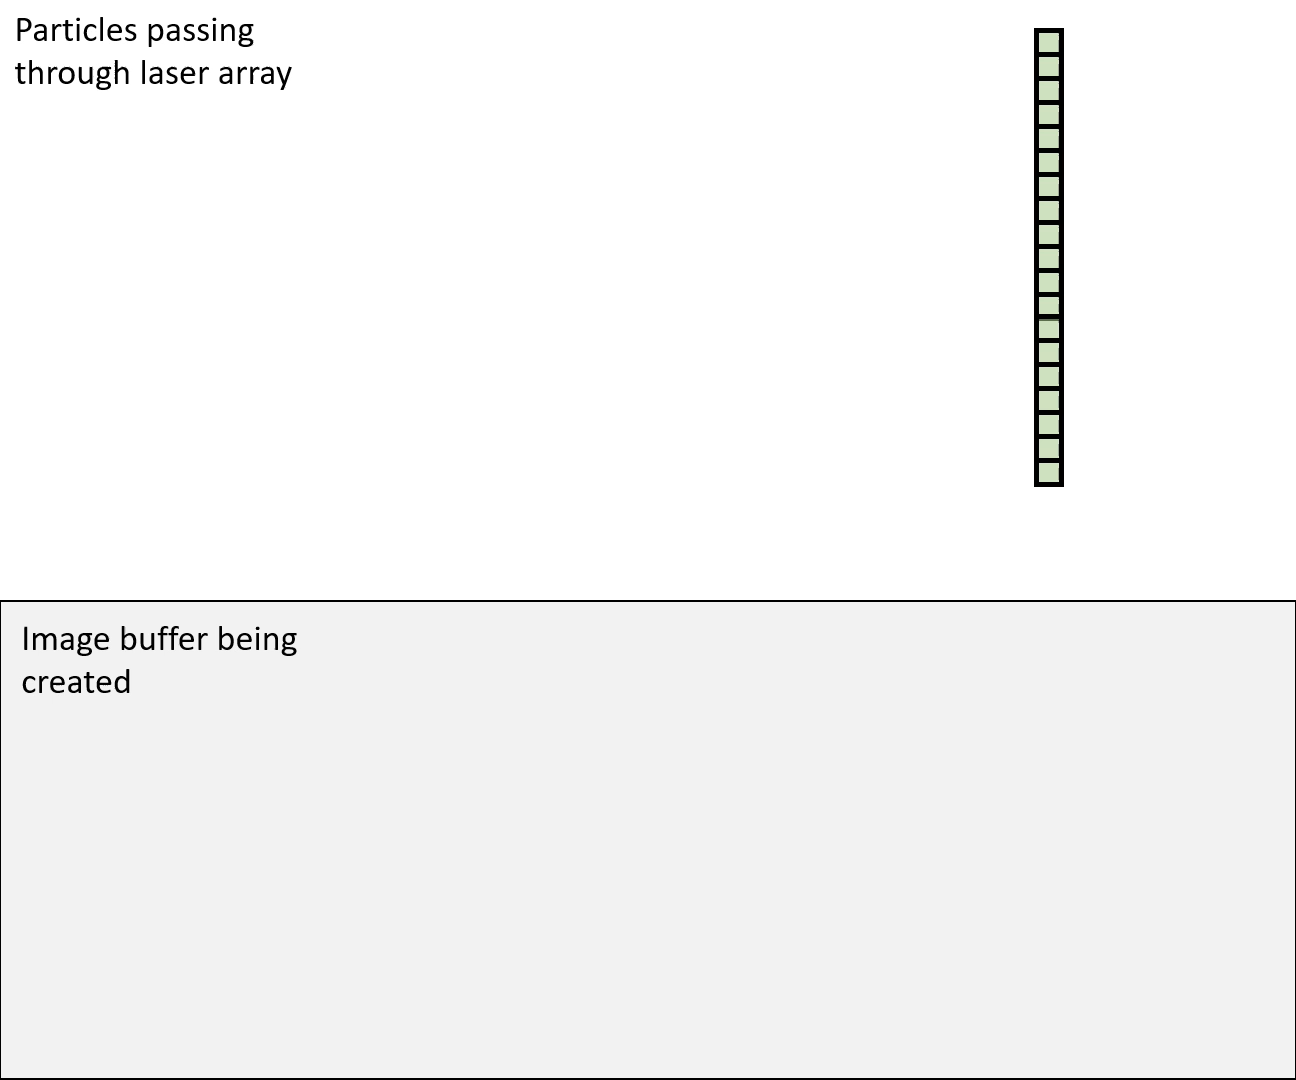 Particles passing
through laser array
Image buffer being
created